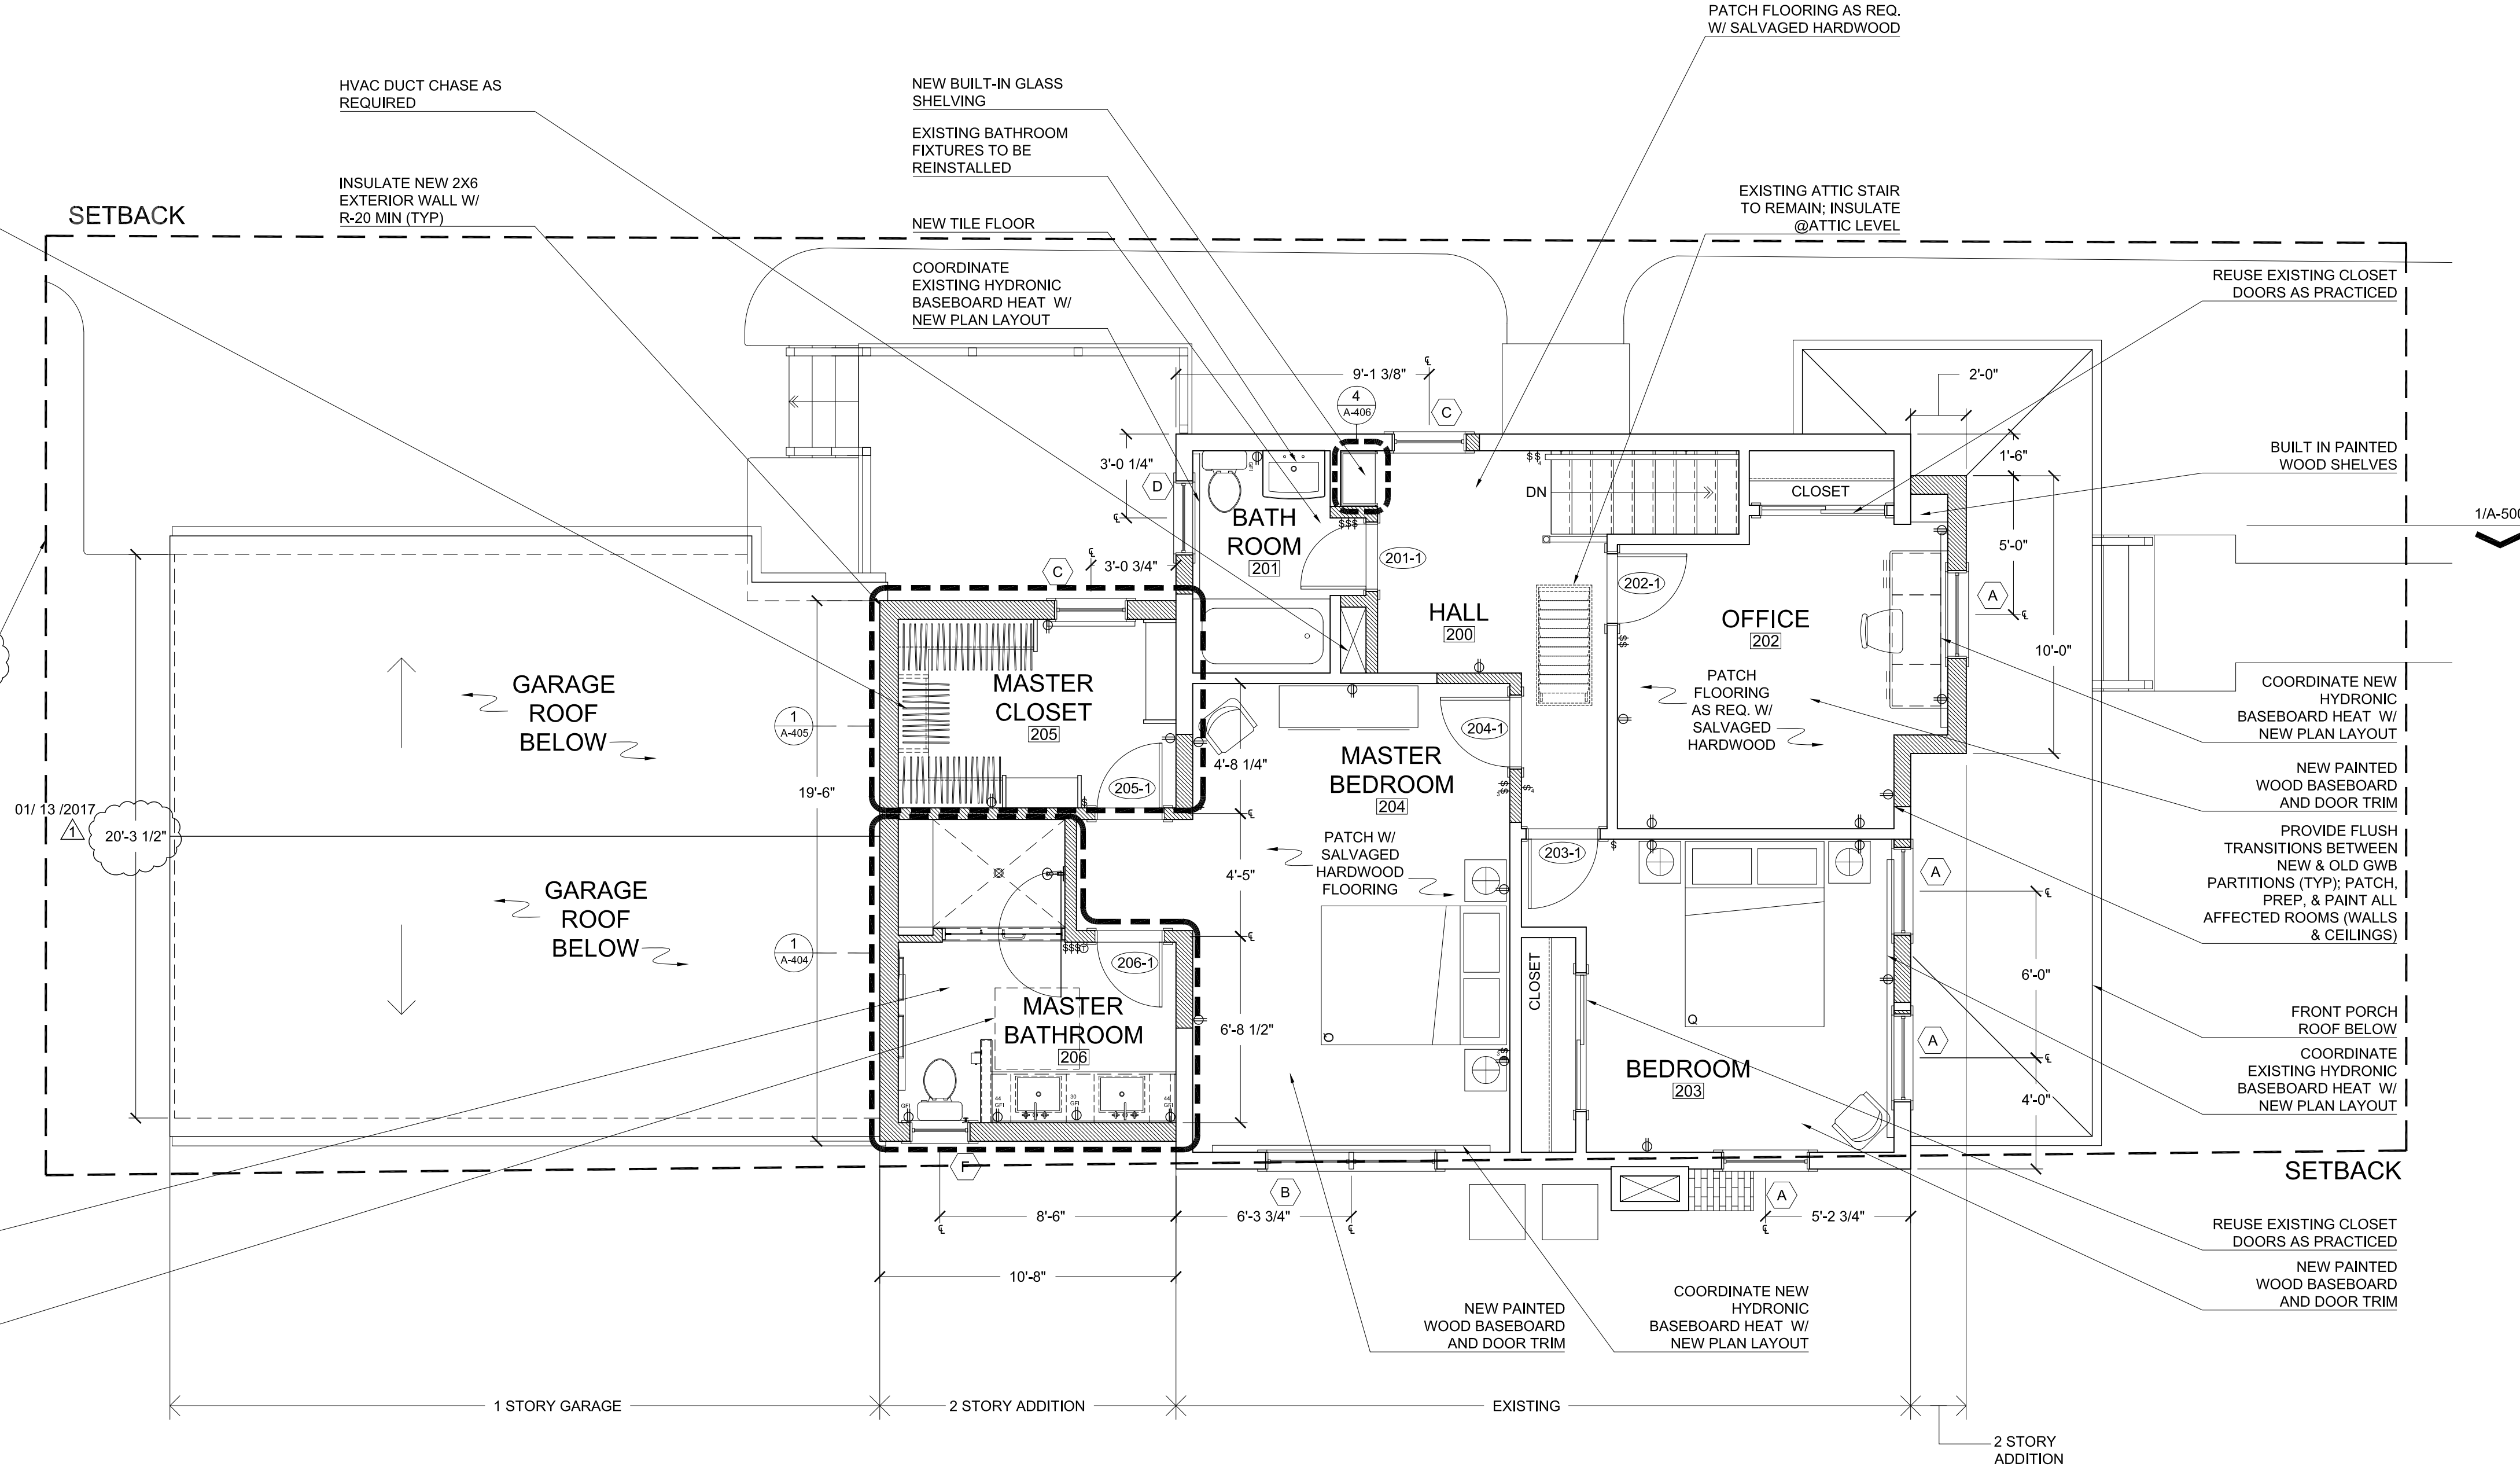 PATCH FLOORING AS REQ.
W/ SALVAGED HARDWOOD
HVAC DUCT CHASE AS
REQUIRED
NEW BUILT-IN GLASS
SHELVING
EXISTING BATHROOM
FIXTURES TO BE
REINSTALLED
INSULATE NEW 2X6
EXTERIOR WALL W/
R-20 MIN (TYP)
EXISTING ATTIC STAIR
TO REMAIN; INSULATE
@ATTIC LEVEL
SETBACK
NEW TILE FLOOR
COORDINATE
EXISTING HYDRONIC
BASEBOARD HEAT W/
NEW PLAN LAYOUT
REUSE EXISTING CLOSET
DOORS AS PRACTICED
9'-1 3/8"
2'-0"
4
A-406
C
BUILT IN PAINTED
WOOD SHELVES
3'-0 1/4"
D
1'-6"
DN
CLOSET
1/A-500
BATH
ROOM
201
201-1
5'-0"
C
3'-0 3/4"
202-1
A
HALL
200
OFFICE
202
10'-0"
GARAGE
ROOF
BELOW
MASTER
CLOSET
205
1
A-405
PATCH
FLOORING
AS REQ. W/
SALVAGED
HARDWOOD
COORDINATE NEW
HYDRONIC
BASEBOARD HEAT W/
NEW PLAN LAYOUT
204-1
MASTER
BEDROOM
204
4'-8 1/4"
205-1
19'-6"
NEW PAINTED
WOOD BASEBOARD
AND DOOR TRIM
01/ 13 /2017
1
20'-3 1/2"
PATCH W/
SALVAGED
HARDWOOD
FLOORING
203-1
PROVIDE FLUSH
TRANSITIONS BETWEEN
NEW & OLD GWB
PARTITIONS (TYP); PATCH,
PREP, & PAINT ALL
AFFECTED ROOMS (WALLS
& CEILINGS)
A
4'-5"
GARAGE
ROOF
BELOW
1
A-404
206-1
CLOSET
6'-0"
MASTER
BATHROOM
206
6'-8 1/2"
Q
FRONT PORCH
ROOF BELOW
A
BEDROOM
203
COORDINATE
EXISTING HYDRONIC
BASEBOARD HEAT W/
NEW PLAN LAYOUT
4'-0"
GFI
44
GFI
30
GFI
44
GFI
F
SETBACK
B
A
8'-6"
6'-3 3/4"
5'-2 3/4"
REUSE EXISTING CLOSET
DOORS AS PRACTICED
10'-8"
NEW PAINTED
WOOD BASEBOARD
AND DOOR TRIM
NEW PAINTED
WOOD BASEBOARD
AND DOOR TRIM
COORDINATE NEW
HYDRONIC
BASEBOARD HEAT W/
NEW PLAN LAYOUT
1 STORY GARAGE
2 STORY ADDITION
EXISTING
2 STORY
ADDITION